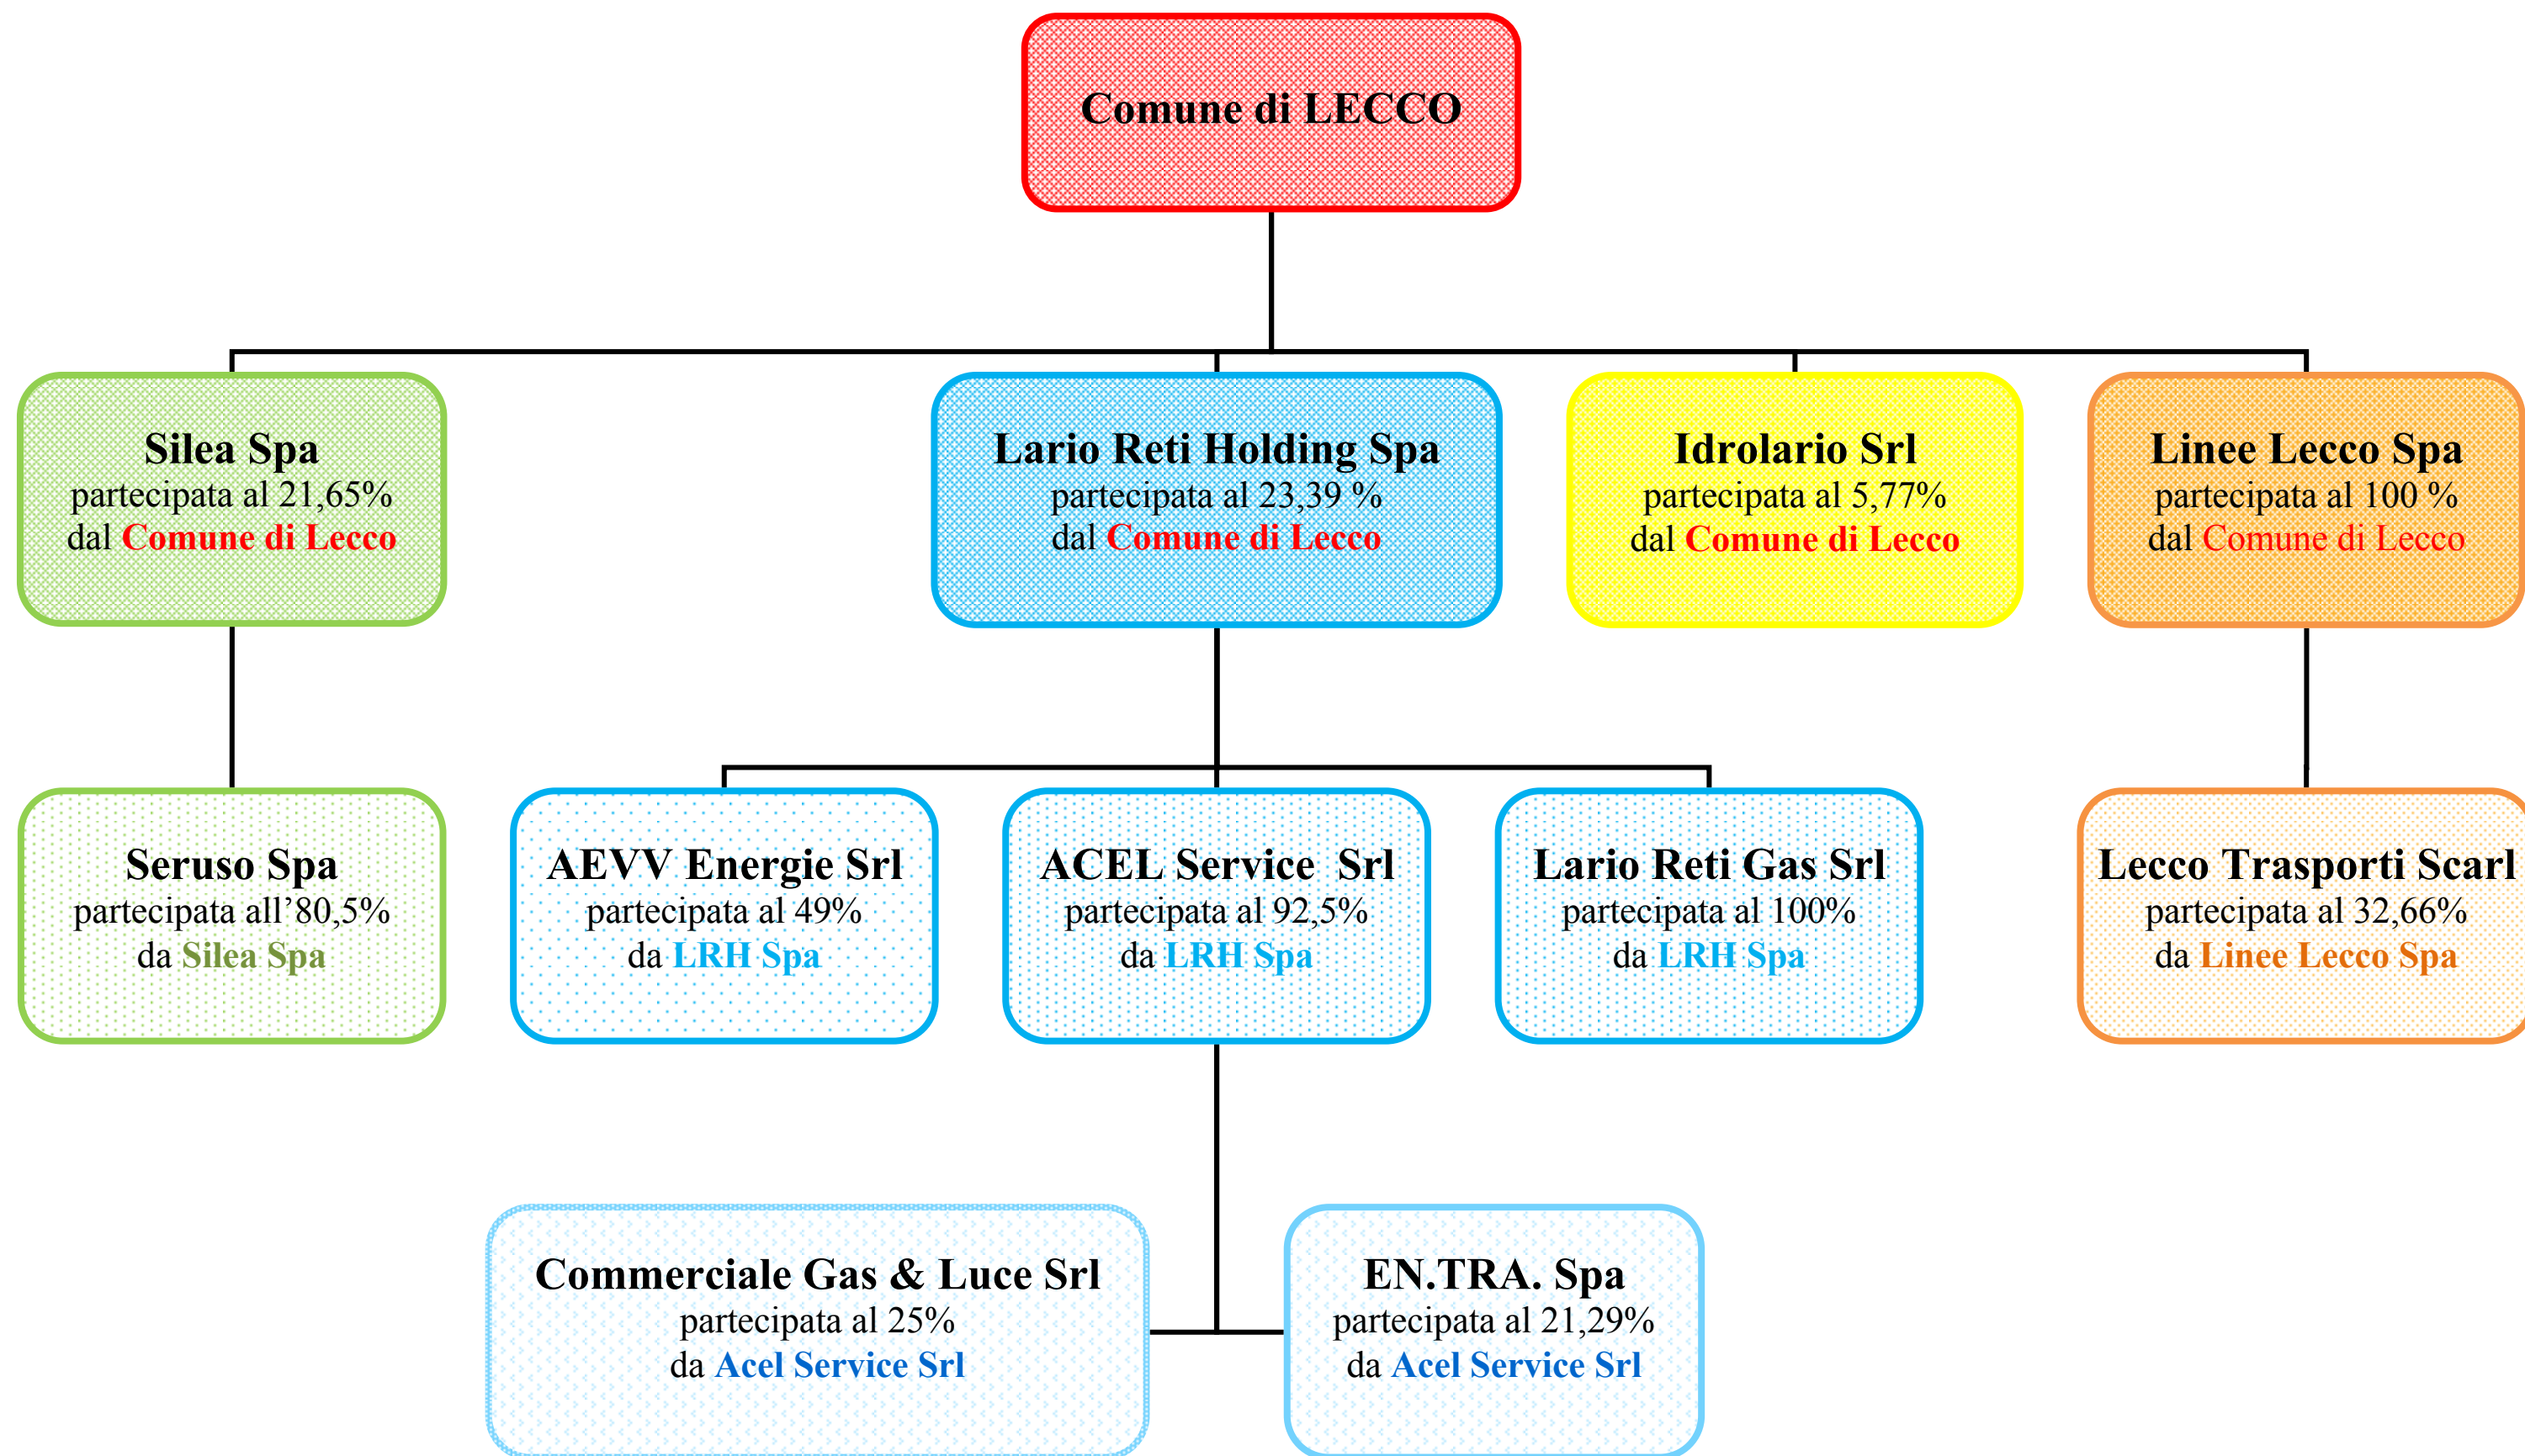 Comune di LECCO
Silea Spa
partecipata al 21,65%
dal Comune di Lecco
Lario Reti Holding Spa
partecipata al 23,39 %
dal Comune di Lecco
Idrolario Srl
partecipata al 5,77%
dal Comune di Lecco
Linee Lecco Spa
partecipata al 100 %
dal Comune di Lecco
Seruso Spa
partecipata all’80,5%
da Silea Spa
AEVV Energie Srl
partecipata al 49%
da LRH Spa
ACEL Service  Srl
partecipata al 92,5%
da LRH Spa
Lario Reti Gas Srl
partecipata al 100%
da LRH Spa
Lecco Trasporti Scarl
partecipata al 32,66%
da Linee Lecco Spa
Commerciale Gas & Luce Srl
partecipata al 25%
da Acel Service Srl
EN.TRA. Spa
partecipata al 21,29%
da Acel Service Srl